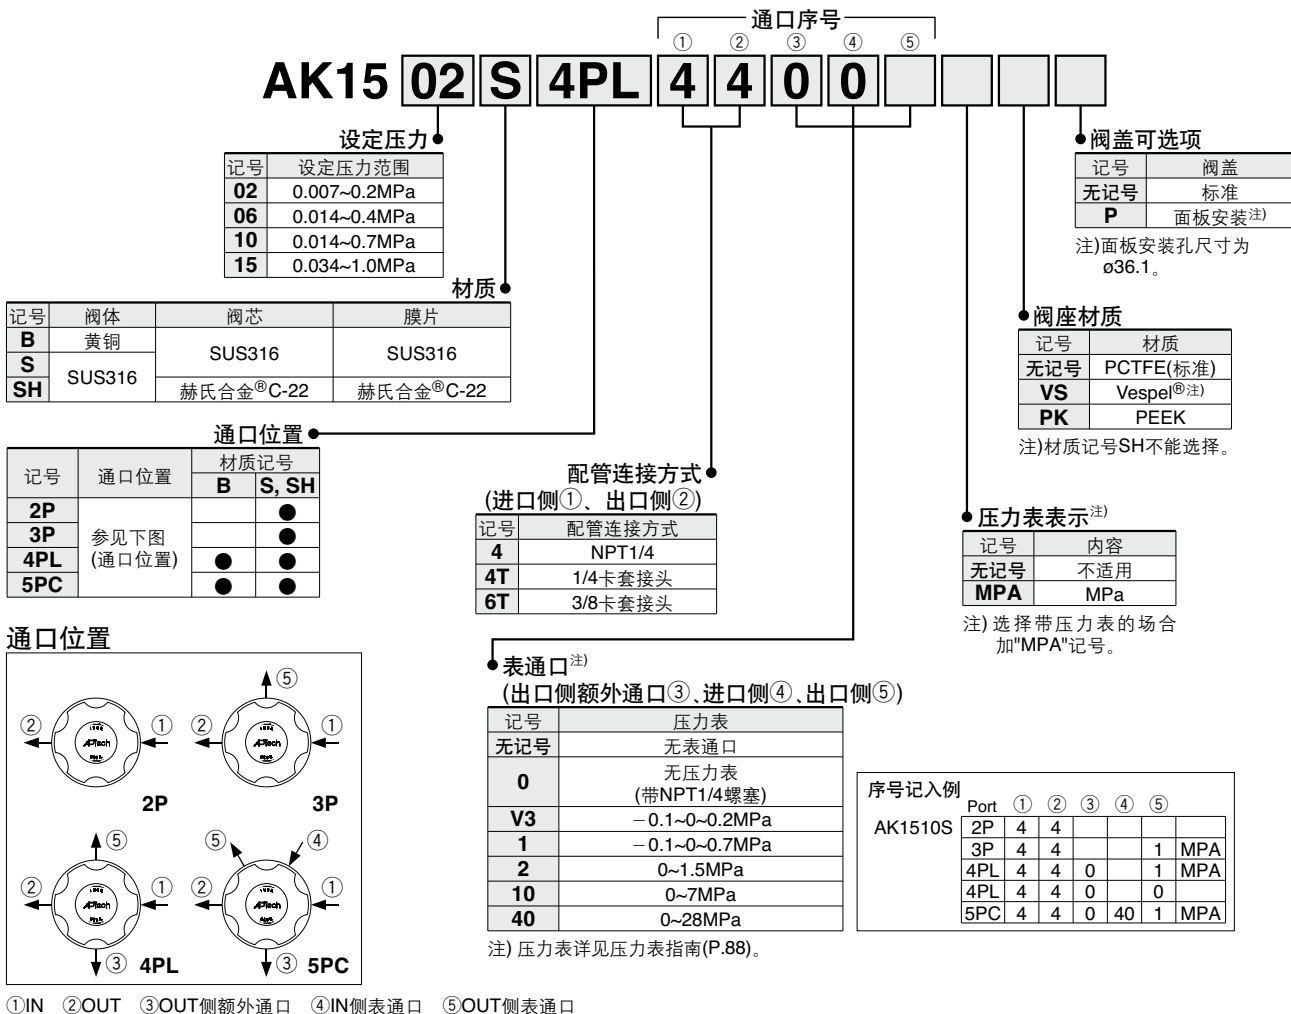 通口序号
① ② ③ ④ ⑤
AK15 02 S 4PL 4 4 0 0
设定压力
记号 设定压力范围
02 0.007~0.2MPa
06 0.014~0.4MPa
10 0.014~0.7MPa
15 0.034~1.0MPa
材质
记号 阀体 阀芯 膜片
B 黄铜 SUS316 SUS316
S SUS316
SH 赫氏合金®C-22 赫氏合金®C-22
通口位置
记号 通口位置 材质记号
B S, SH
2P 参见下图(通口位置) ●
3P ●
4PL ● ●
5PC ● ●
配管连接方式
(进口侧①、出口侧②)
记号 配管连接方式
4 NPT1/4
4T 1/4卡套接头
6T 3/8卡套接头
表通口注)
(出口侧额外通口③、进口侧④、出口侧⑤)
记号 压力表
无记号 无表通口
0 无压力表
(带NPT1/4螺塞)
V3 －0.1~0~0.2MPa
1 －0.1~0~0.7MPa
2 0~1.5MPa
10 0~7MPa
40 0~28MPa
注) 压力表详见压力表指南(P.88)。
阀盖可选项
记号 阀盖
无记号 标准
P 面板安装注)
注)面板安装孔尺寸为
ø36.1。
阀座材质
记号 材质
无记号 PCTFE(标准)
VS Vespel®注)
PK PEEK
注)材质记号SH不能选择。
压力表表示注)
记号 内容
无记号 不适用
MPA MPa
注) 选择带压力表的场合
加"MPA"记号。
序号记入例
Port ① ② ③ ④ ⑤
AK1510S 2P 4 4
3P 4 4 1 MPA
4PL 4 4 0 1 MPA
4PL 4 4 0 0
5PC 4 4 0 40 1 MPA
通口位置
② APTech ① 2P
⑤ ② APTech ① 3P
⑤ ② APTech ① ③ 4PL
⑤ ④ ② APTech ① ③ 5PC
①IN ②OUT ③OUT侧额外通口 ④IN侧表通口 ⑤OUT侧表通口